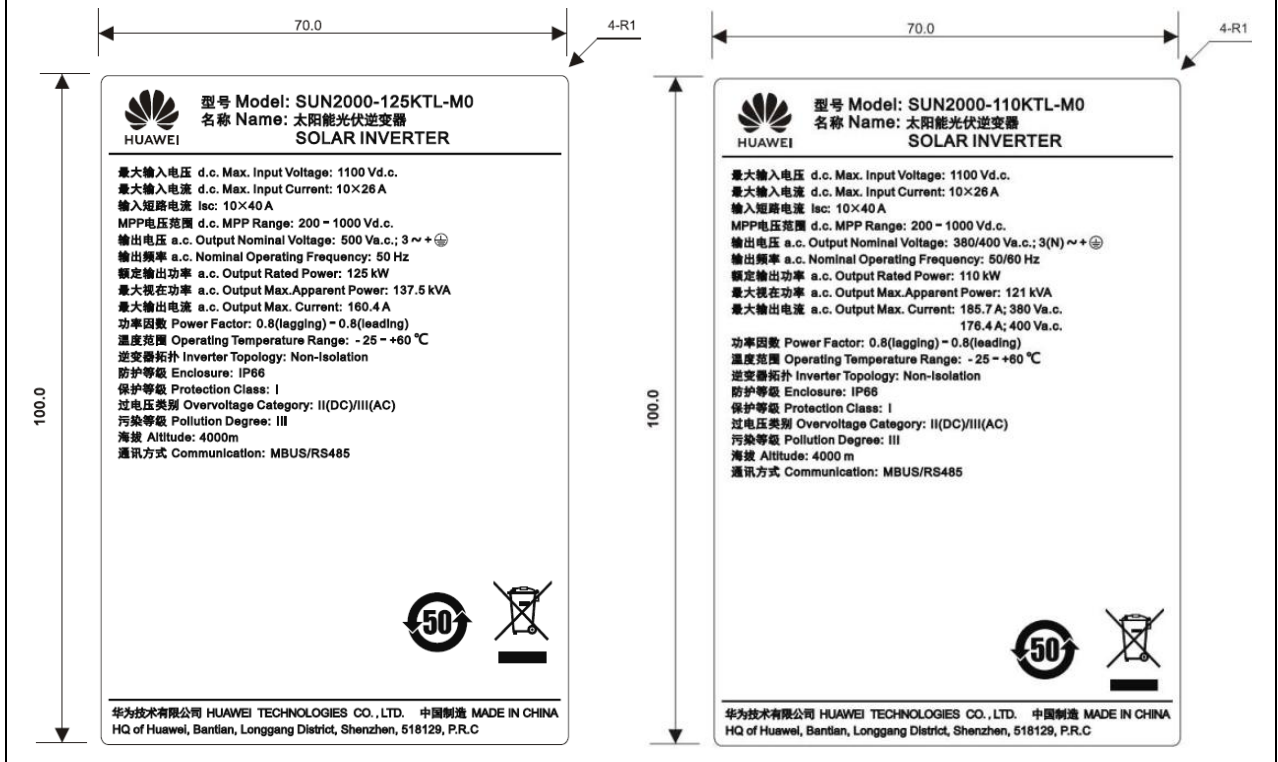 70.0
4-R1
100.0
HUAWEI
型号 Model: SUN2000-125KTL-M0
名称 Name: 太阳能光伏逆变器
SOLAR INVERTER
最大输入电压 d.c. Max. Input Voltage: 1100 Vd.c.
最大输入电流 d.c. Max. Input Current: 10×26 A
输入短路电流 Isc: 10×40 A
MPP电压范围 d.c. MPP Range: 200 - 1000 Vd.c.
输出电压 a.c. Output Nominal Voltage: 500 Va.c.; 3 ~ + ⏚
输出频率 a.c. Nominal Operating Frequency: 50 Hz
额定输出功率 a.c. Output Rated Power: 125 kW
最大视在功率 a.c. Output Max.Apparent Power: 137.5 kVA
最大输出电流 a.c. Output Max. Current: 160.4 A
功率因数 Power Factor: 0.8(lagging) - 0.8(leading)
温度范围 Operating Temperature Range: - 25 - +60 ℃
逆变器拓扑 Inverter Topology: Non-Isolation
防护等级 Enclosure: IP66
保护等级 Protection Class: I
过电压类别 Overvoltage Category: II(DC)/III(AC)
污染等级 Pollution Degree: III
海拔 Altitude: 4000m
通讯方式 Communication: MBUS/RS485
50
华为技术有限公司 HUAWEI TECHNOLOGIES CO., LTD. 中国制造 MADE IN CHINA
HQ of Huawei, Bantian, Longgang District, Shenzhen, 518129, P.R.C
70.0
4-R1
100.0
HUAWEI
型号 Model: SUN2000-110KTL-M0
名称 Name: 太阳能光伏逆变器
SOLAR INVERTER
最大输入电压 d.c. Max. Input Voltage: 1100 Vd.c.
最大输入电流 d.c. Max. Input Current: 10×26 A
输入短路电流 Isc: 10×40 A
MPP电压范围 d.c. MPP Range: 200 - 1000 Vd.c.
输出电压 a.c. Output Nominal Voltage: 380/400 Va.c.; 3(N) ~ + ⏚
输出频率 a.c. Nominal Operating Frequency: 50/60 Hz
额定输出功率 a.c. Output Rated Power: 110 kW
最大视在功率 a.c. Output Max.Apparent Power: 121 kVA
最大输出电流 a.c. Output Max. Current: 185.7 A; 380 Va.c.
176.4 A; 400 Va.c.
功率因数 Power Factor: 0.8(lagging) - 0.8(leading)
温度范围 Operating Temperature Range: - 25 - +60 ℃
逆变器拓扑 Inverter Topology: Non-Isolation
防护等级 Enclosure: IP66
保护等级 Protection Class: I
过电压类别 Overvoltage Category: II(DC)/III(AC)
污染等级 Pollution Degree: III
海拔 Altitude: 4000 m
通讯方式 Communication: MBUS/RS485
50
华为技术有限公司 HUAWEI TECHNOLOGIES CO., LTD. 中国制造 MADE IN CHINA
HQ of Huawei, Bantian, Longgang District, Shenzhen, 518129, P.R.C